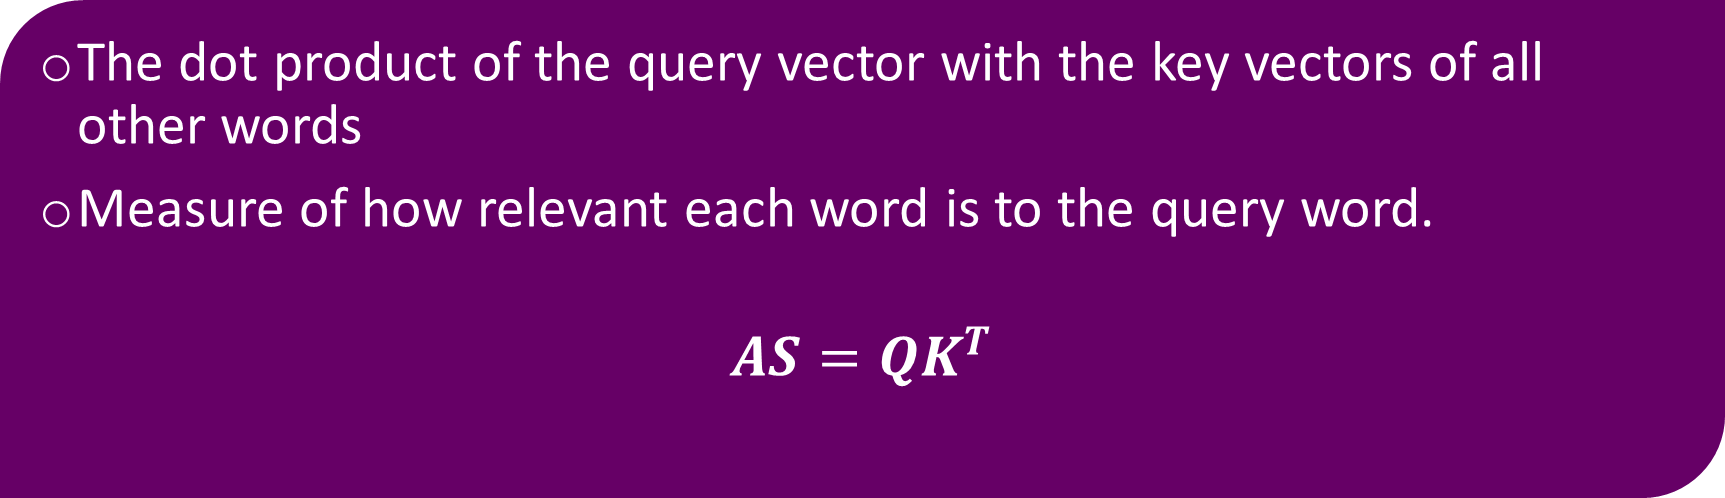 ○The dot product of the query vector with the key vectors of all
other words
○Measure of how relevant each word is to the query word.
AS = QKᵀ